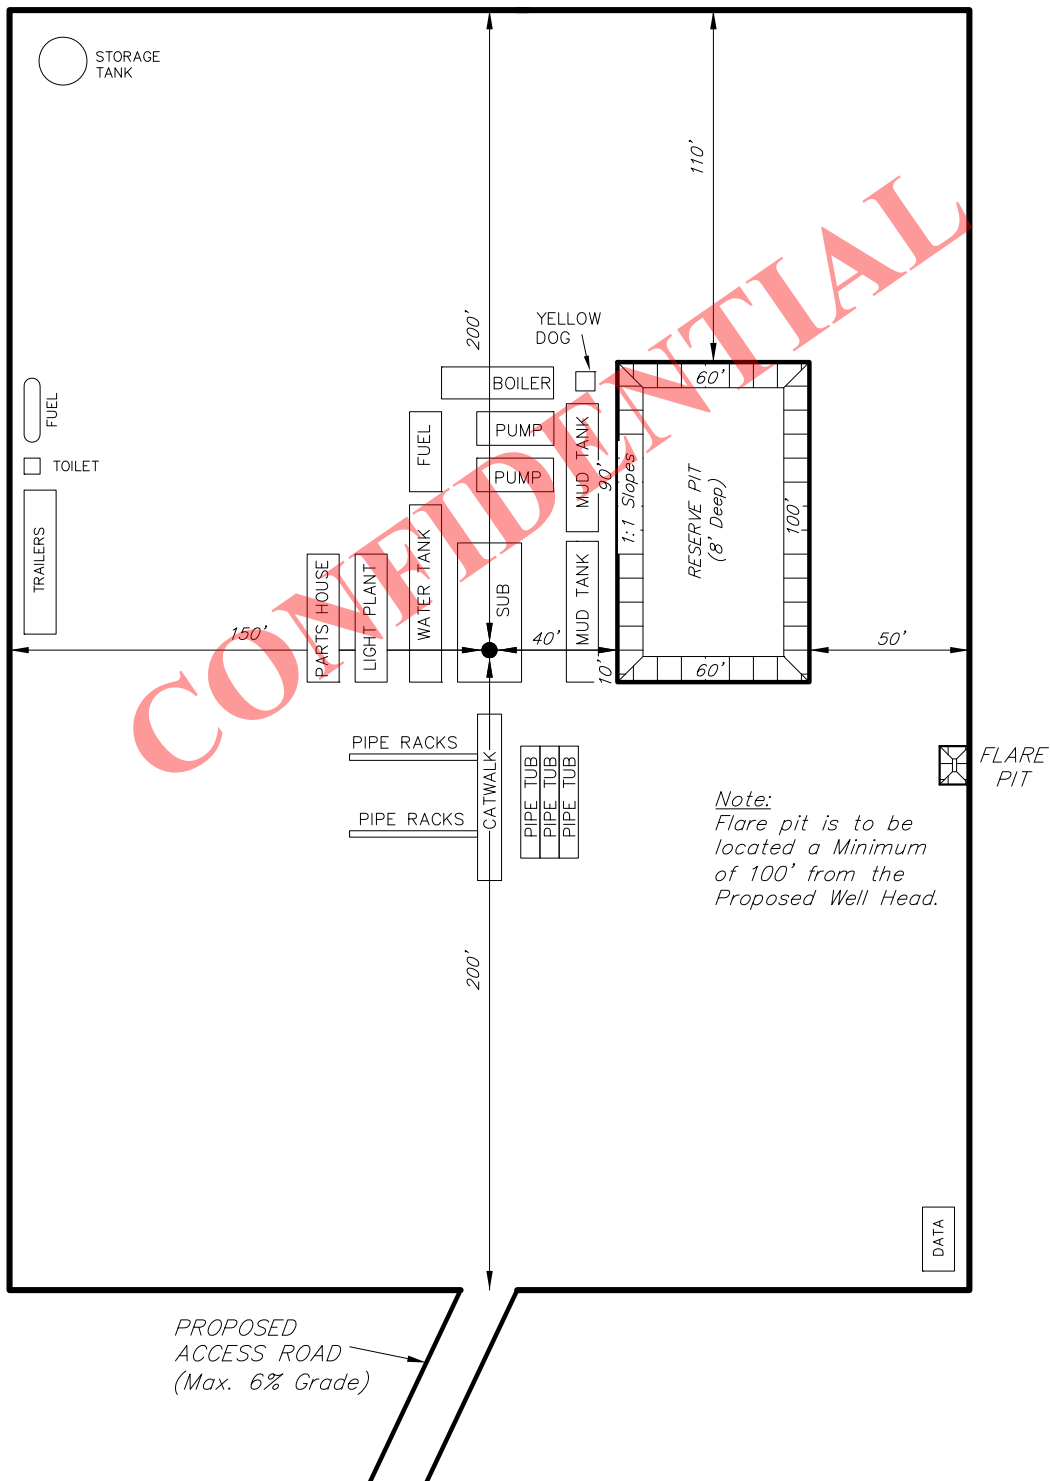 STORAGE
TANK
110'
200'
YELLOW
DOG
BOILER
60'
FUEL
FUEL
PUMP
MUD TANK
TOILET
PUMP
90'
1:1 Slopes
RESERVE PIT
(8' Deep)
100'
TRAILERS
PARTS HOUSE
LIGHT PLANT
WATER TANK
SUB
MUD TANK
150'
40'
50'
10'
60'
CONFIDENTIAL
PIPE RACKS
CATWALK
PIPE TUB
PIPE TUB
PIPE TUB
FLARE
PIT
PIPE RACKS
Note:
Flare pit is to be
located a Minimum
of 100' from the
Proposed Well Head.
200'
DATA
PROPOSED
ACCESS ROAD
(Max. 6% Grade)